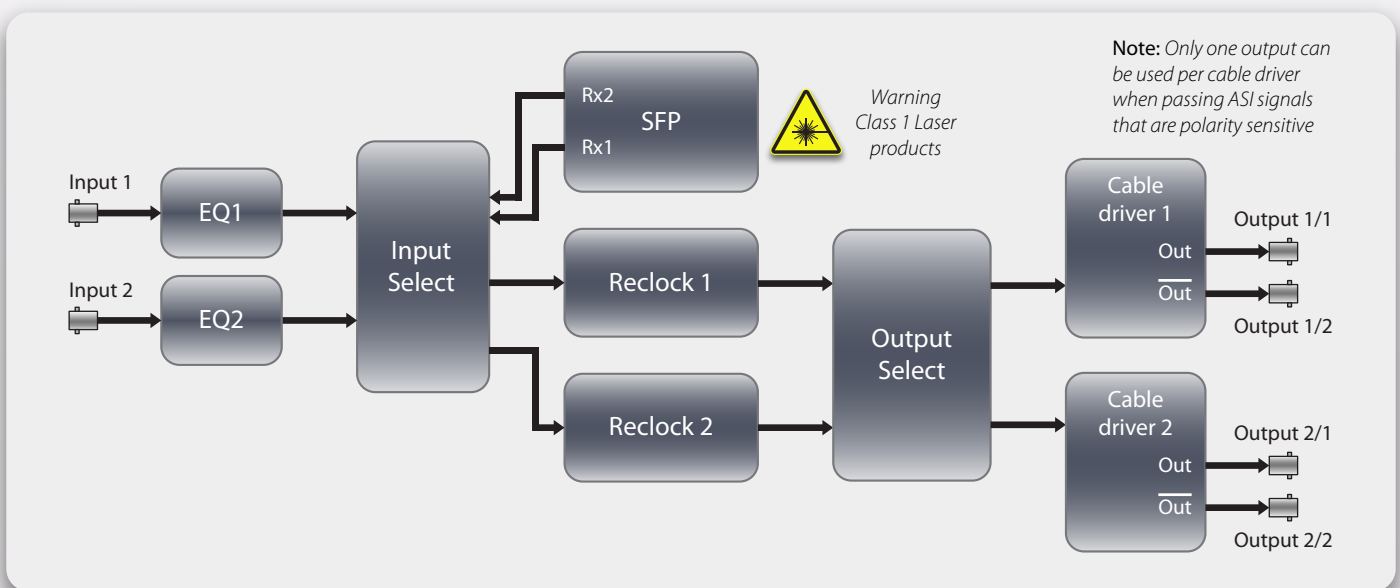 Note: Only one output can
be used per cable driver
when passing ASI signals
that are polarity sensitive
Rx2
SFP
Rx1
Warning
Class 1 Laser
products
Input 1
EQ1
Input 2
EQ2
Input
Select
Reclock 1
Reclock 2
Output
Select
Cable
driver 1
Out
Out
Output 1/1
Output 1/2
Cable
driver 2
Out
Out
Output 2/1
Output 2/2